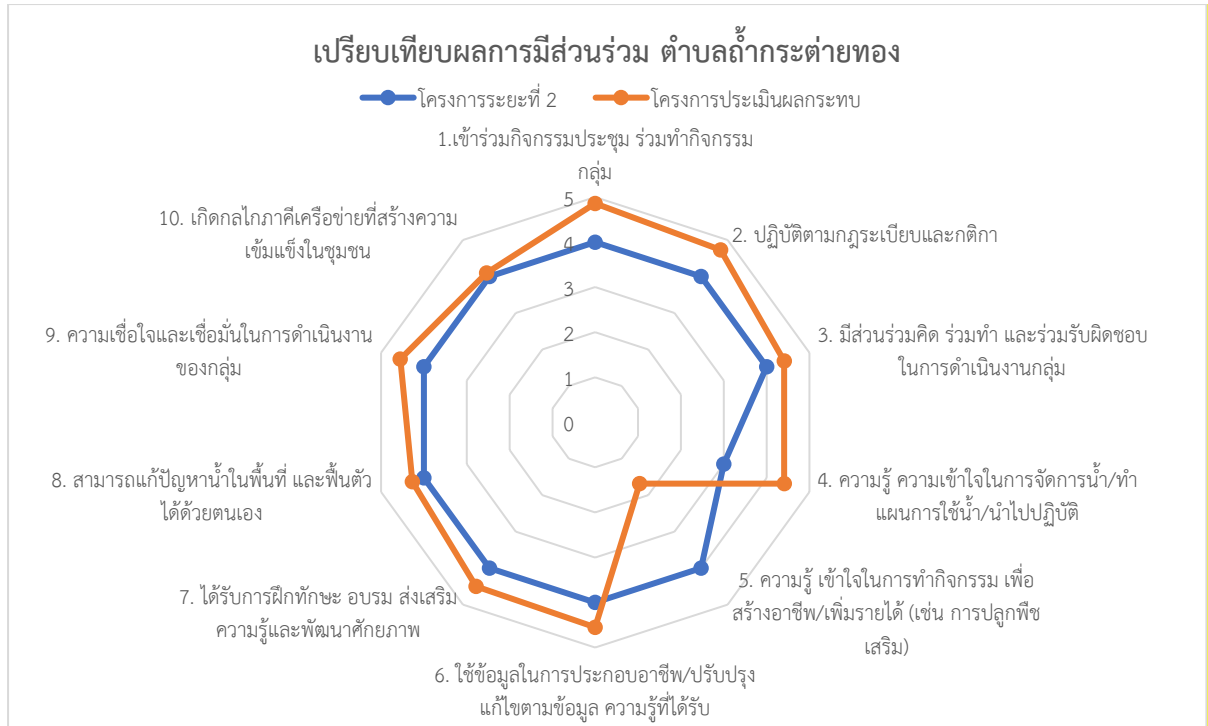 เปรียบเทียบผลการมีส่วนร่วม ตำบลถ้ำกระต่ายทอง
โครงการระยะที่ 2
โครงการประเมินผลกระทบ
1.เข้าร่วมกิจกรรมประชุม ร่วมทำกิจกรรม
กลุ่ม
2. ปฏิบัติตามกฎระเบียบและกติกา
3. มีส่วนร่วมคิด ร่วมทำ และร่วมรับผิดชอบ
ในการดำเนินงานกลุ่ม
4. ความรู้ ความเข้าใจในการจัดการน้ำ/ทำ
แผนการใช้น้ำ/นำไปปฏิบัติ
5. ความรู้ เข้าใจในการทำกิจกรรม เพื่อ
สร้างอาชีพ/เพิ่มรายได้ (เช่น การปลูกพืช
เสริม)
6. ใช้ข้อมูลในการประกอบอาชีพ/ปรับปรุง
แก้ไขตามข้อมูล ความรู้ที่ได้รับ
7. ได้รับการฝึกทักษะ อบรม ส่งเสริม
ความรู้และพัฒนาศักยภาพ
8. สามารถแก้ปัญหาน้ำในพื้นที่ และฟื้นตัว
ได้ด้วยตนเอง
9. ความเชื่อใจและเชื่อมั่นในการดำเนินงาน
ของกลุ่ม
10. เกิดกลไกภาคีเครือข่ายที่สร้างความ
เข้มแข็งในชุมชน
5
4
3
2
1
0